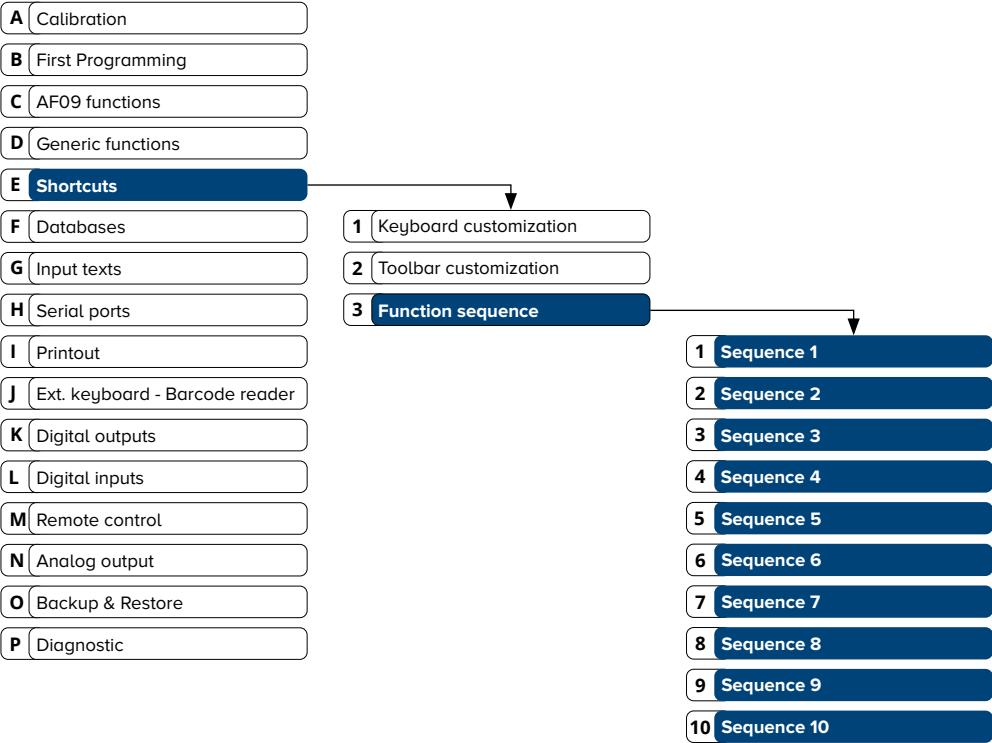 A Calibration
B First Programming
C AF09 functions
D Generic functions
E Shortcuts
F Databases
G Input texts
H Serial ports
I Printout
J Ext. keyboard - Barcode reader
K Digital outputs
L Digital inputs
M Remote control
N Analog output
O Backup & Restore
P Diagnostic
1 Keyboard customization
2 Toolbar customization
3 Function sequence
1 Sequence 1
2 Sequence 2
3 Sequence 3
4 Sequence 4
5 Sequence 5
6 Sequence 6
7 Sequence 7
8 Sequence 8
9 Sequence 9
10 Sequence 10